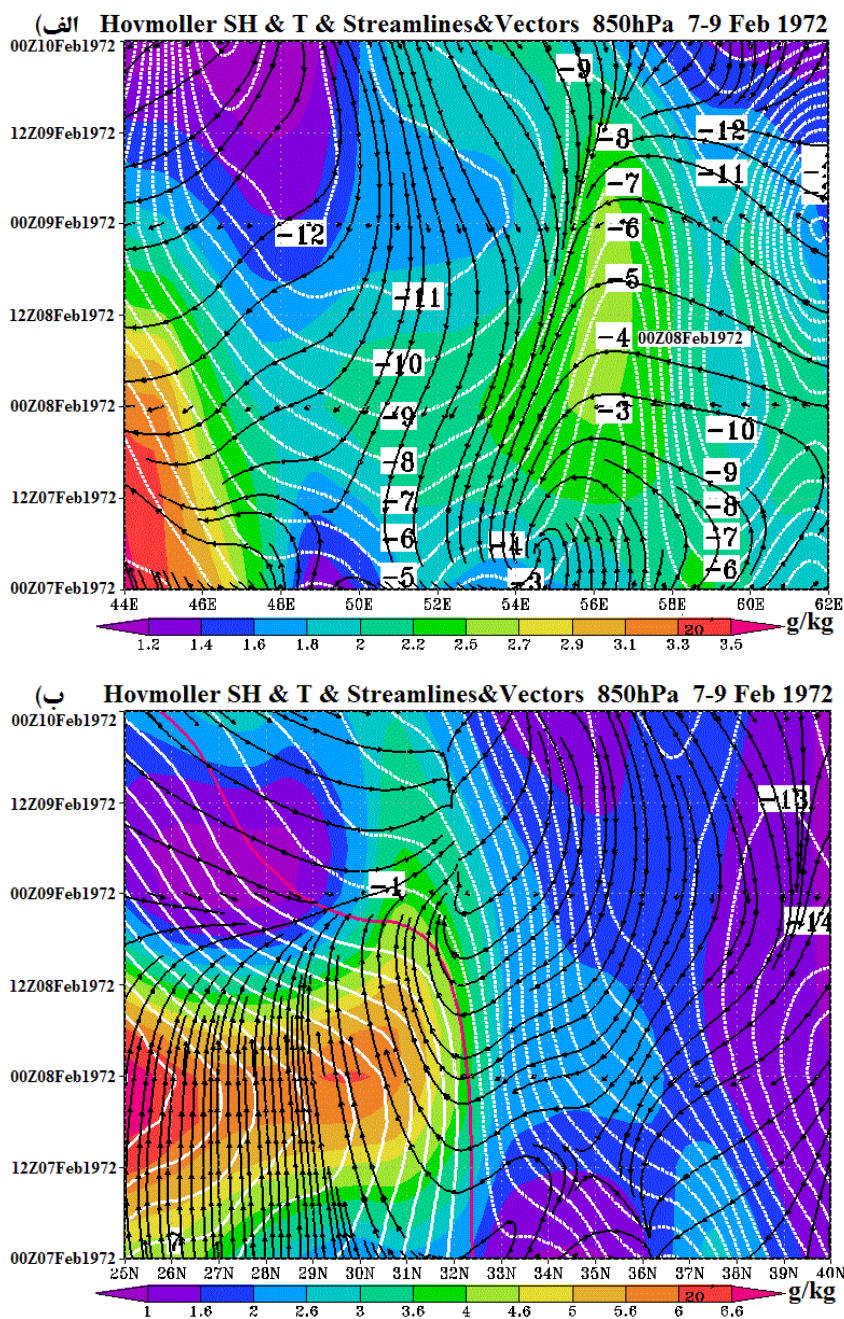 الف) Hovmoller SH & T & Streamlines&Vectors 850hPa 7-9 Feb 1972
00Z10Feb1972
-9
12Z09Feb1972
-8 -12
-7 -11
00Z09Feb1972
-12 -6
-5
12Z08Feb1972
-11
-4 00Z08Feb1972
-10
00Z08Feb1972
-9 -3 -10
-8 -9
12Z07Feb1972
-7 -8
-6 -4 -7
00Z07Feb1972
-5 -3 -6
44E 46E 48E 50E 52E 54E 56E 58E 60E 62E
1.2 1.4 1.6 1.8 2 2.2 2.5 2.7 2.9 3.1 3.3 3.5
20
g/kg
ب) Hovmoller SH & T & Streamlines&Vectors 850hPa 7-9 Feb 1972
00Z10Feb1972
12Z09Feb1972
-13
00Z09Feb1972
-1
-14
12Z08Feb1972
00Z08Feb1972
12Z07Feb1972
00Z07Feb1972
7
25N 26N 27N 28N 29N 30N 31N 32N 33N 34N 35N 36N 37N 38N 39N 40N
1 1.6 2 2.6 3 3.6 4 4.6 5 5.6 6 6.6
20
g/kg